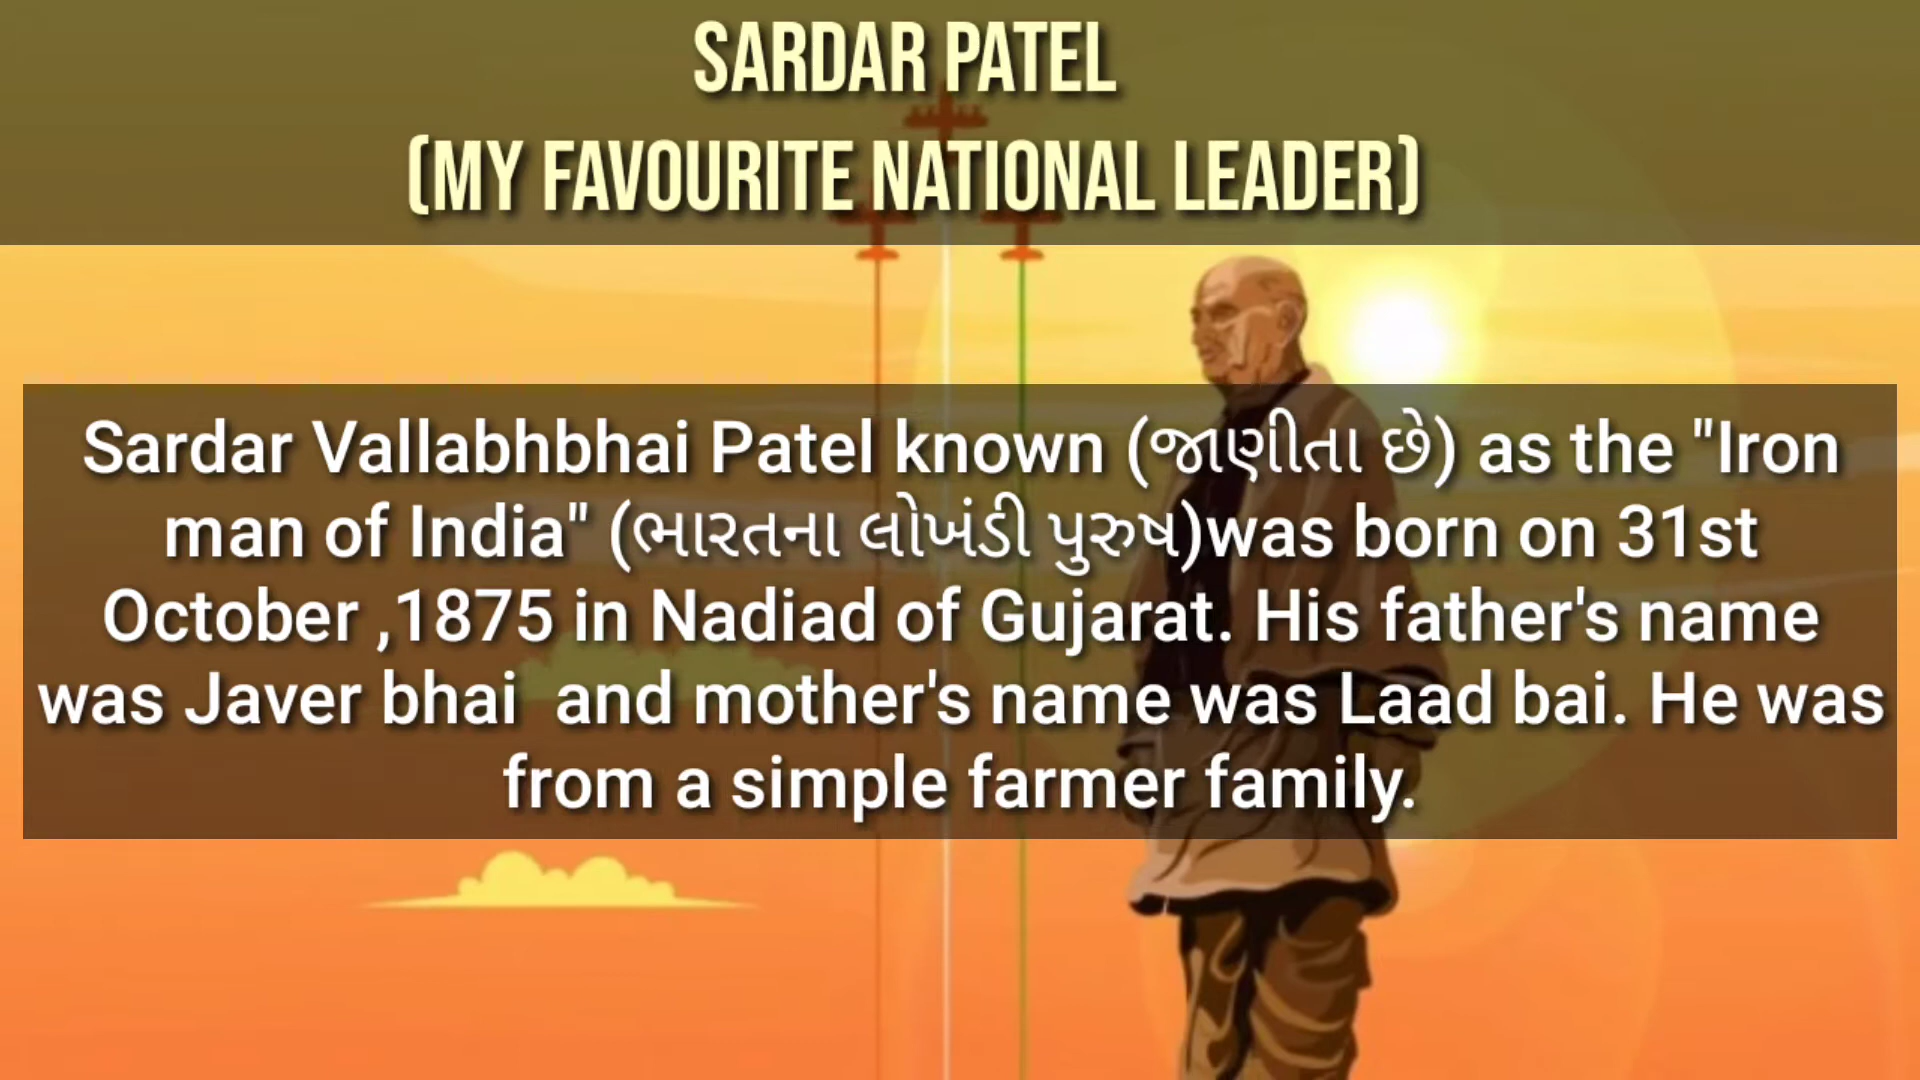 SARDAR PATEL
(MY FAVOURITE NATIONAL LEADER)
Sardar Vallabhbhai Patel known (જાણીતા છે) as the "Iron
man of India" (ભારતના લોખંડી પુરુષ)was born on 31st
October ,1875 in Nadiad of Gujarat. His father's name
was Javer bhai  and mother's name was Laad bai. He was
from a simple farmer family.